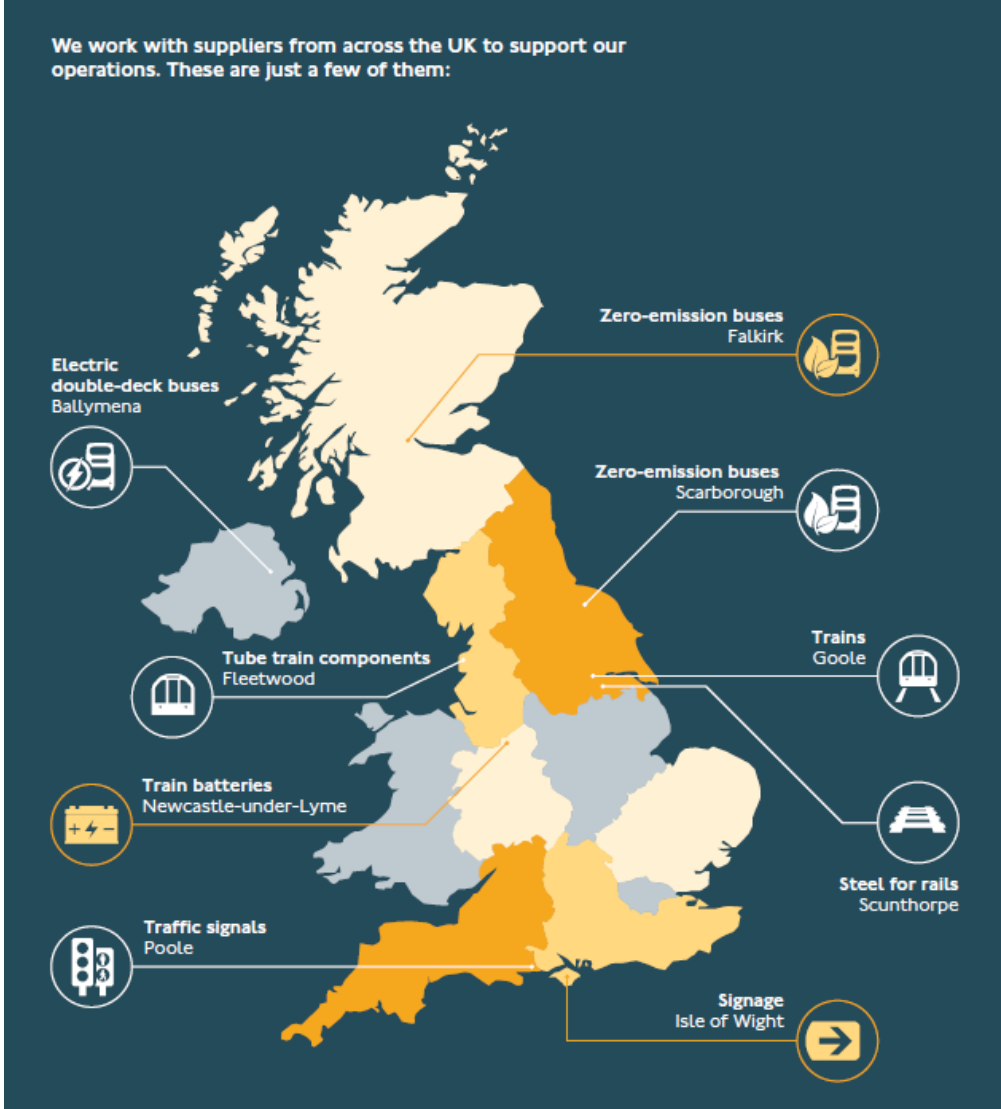 We work with suppliers from across the UK to support our
operations. These are just a few of them:
Zero-emission buses
Falkirk
Electric
double-deck buses
Ballymena
Zero-emission buses
Scarborough
Trains
Goole
Tube train components
Fleetwood
Train batteries
Newcastle-under-Lyme
Steel for rails
Scunthorpe
Traffic signals
Poole
Signage
Isle of Wight